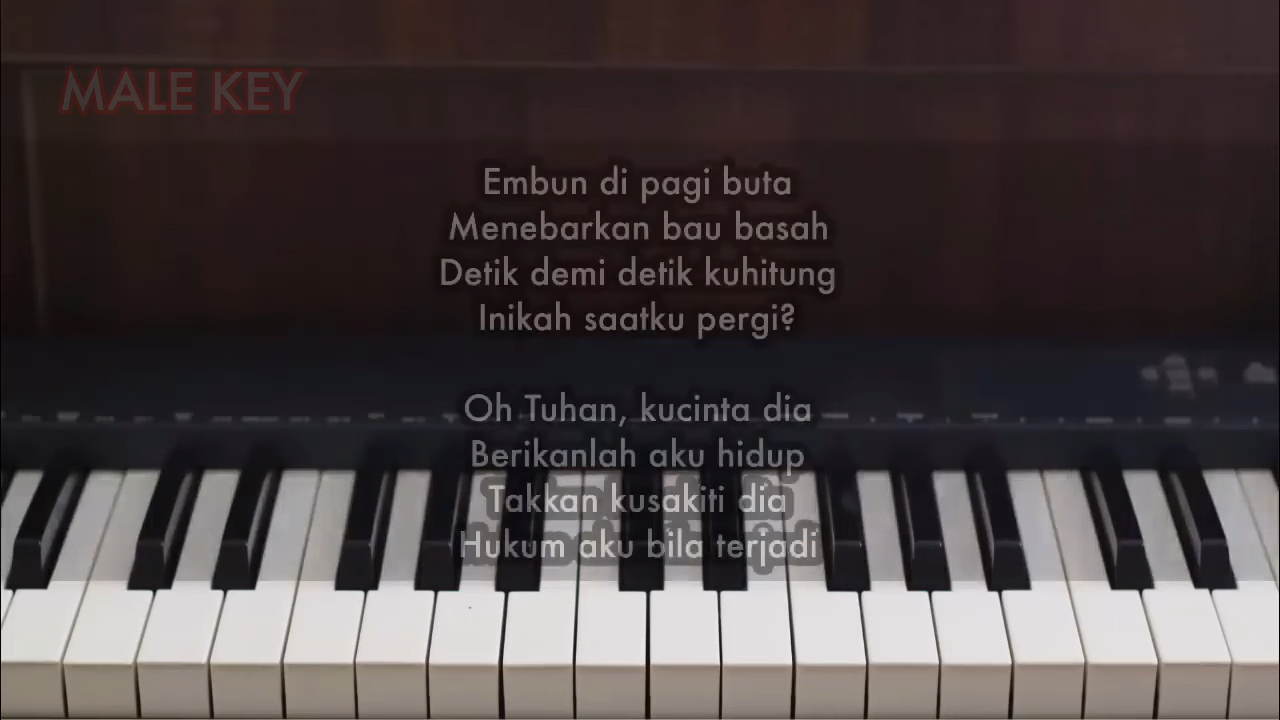 MALE KEY
Embun di pagi buta
Menebarkan bau basah
Detik demi detik kuhitung
Inikah saatku pergi?
Oh Tuhan, kucinta dia
Berikanlah aku hidup
Takkan kusakiti dia
Hukum aku bila terjadi